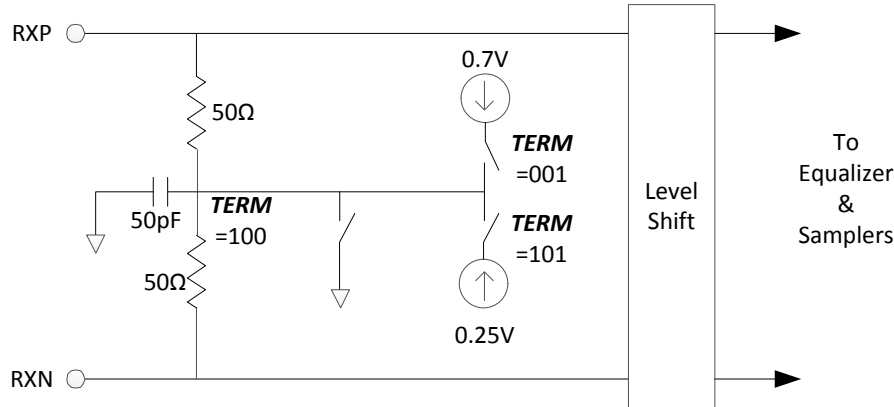 RXP
0.7V
50Ω
TERM
=001
To
Equalizer
&
Samplers
Level
Shift
50pF
TERM
=100
TERM
=101
50Ω
0.25V
RXN